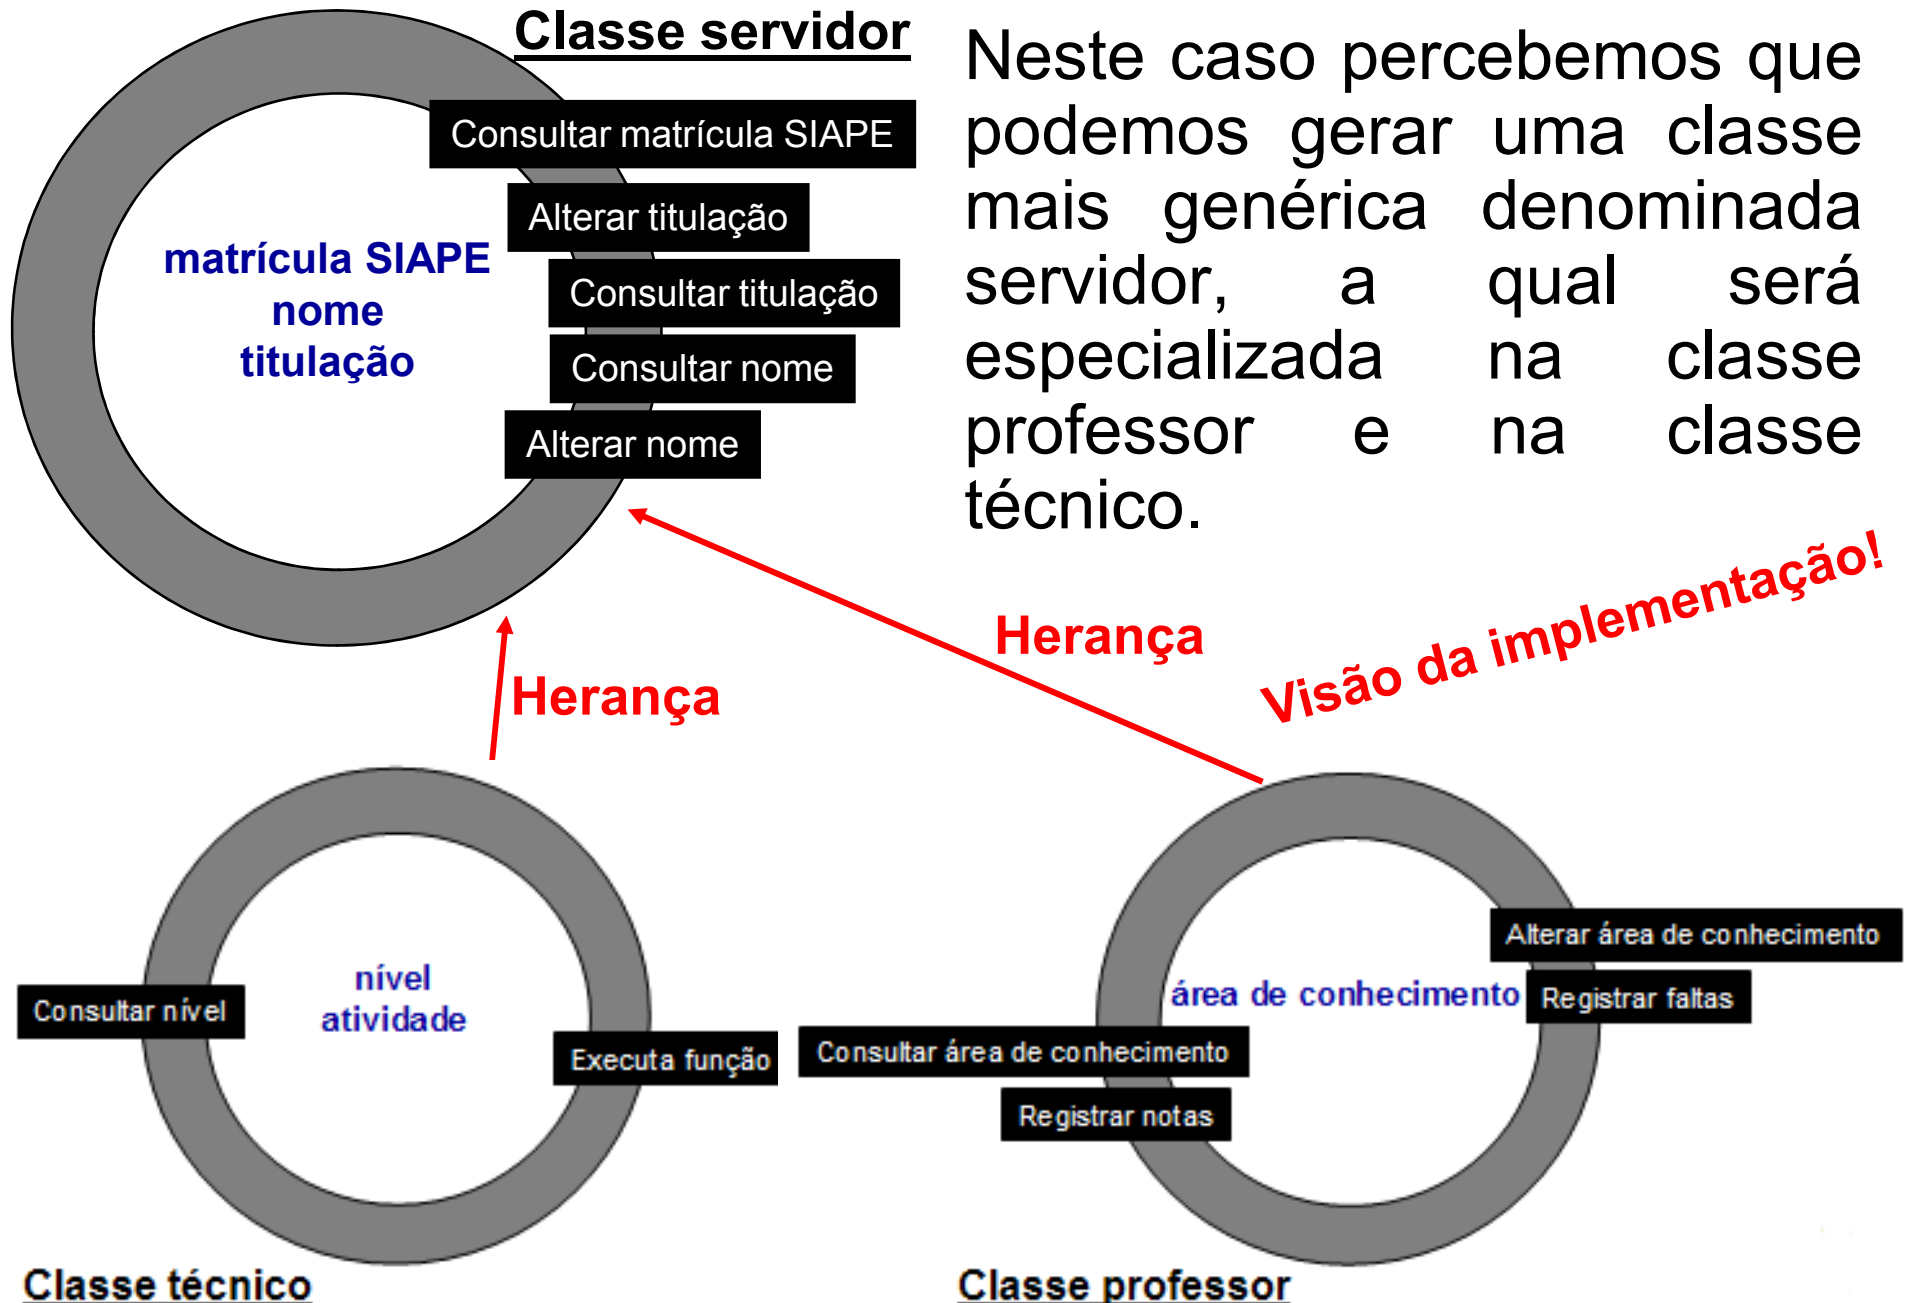 Classe servidor
Consultar matrícula SIAPE
Alterar titulação
Consultar titulação
Consultar nome
Alterar nome
matrícula SIAPE
nome
titulação
Neste caso percebemos que
podemos gerar uma classe
mais genérica denominada
servidor, a qual será
especializada na classe
professor e na classe
técnico.
Visão da implementação!
Herança
Herança
nível
atividade
Consultar nível
Executa função
Classe técnico
área de conhecimento
Alterar área de conhecimento
Registrar faltas
Consultar área de conhecimento
Registrar notas
Classe professor